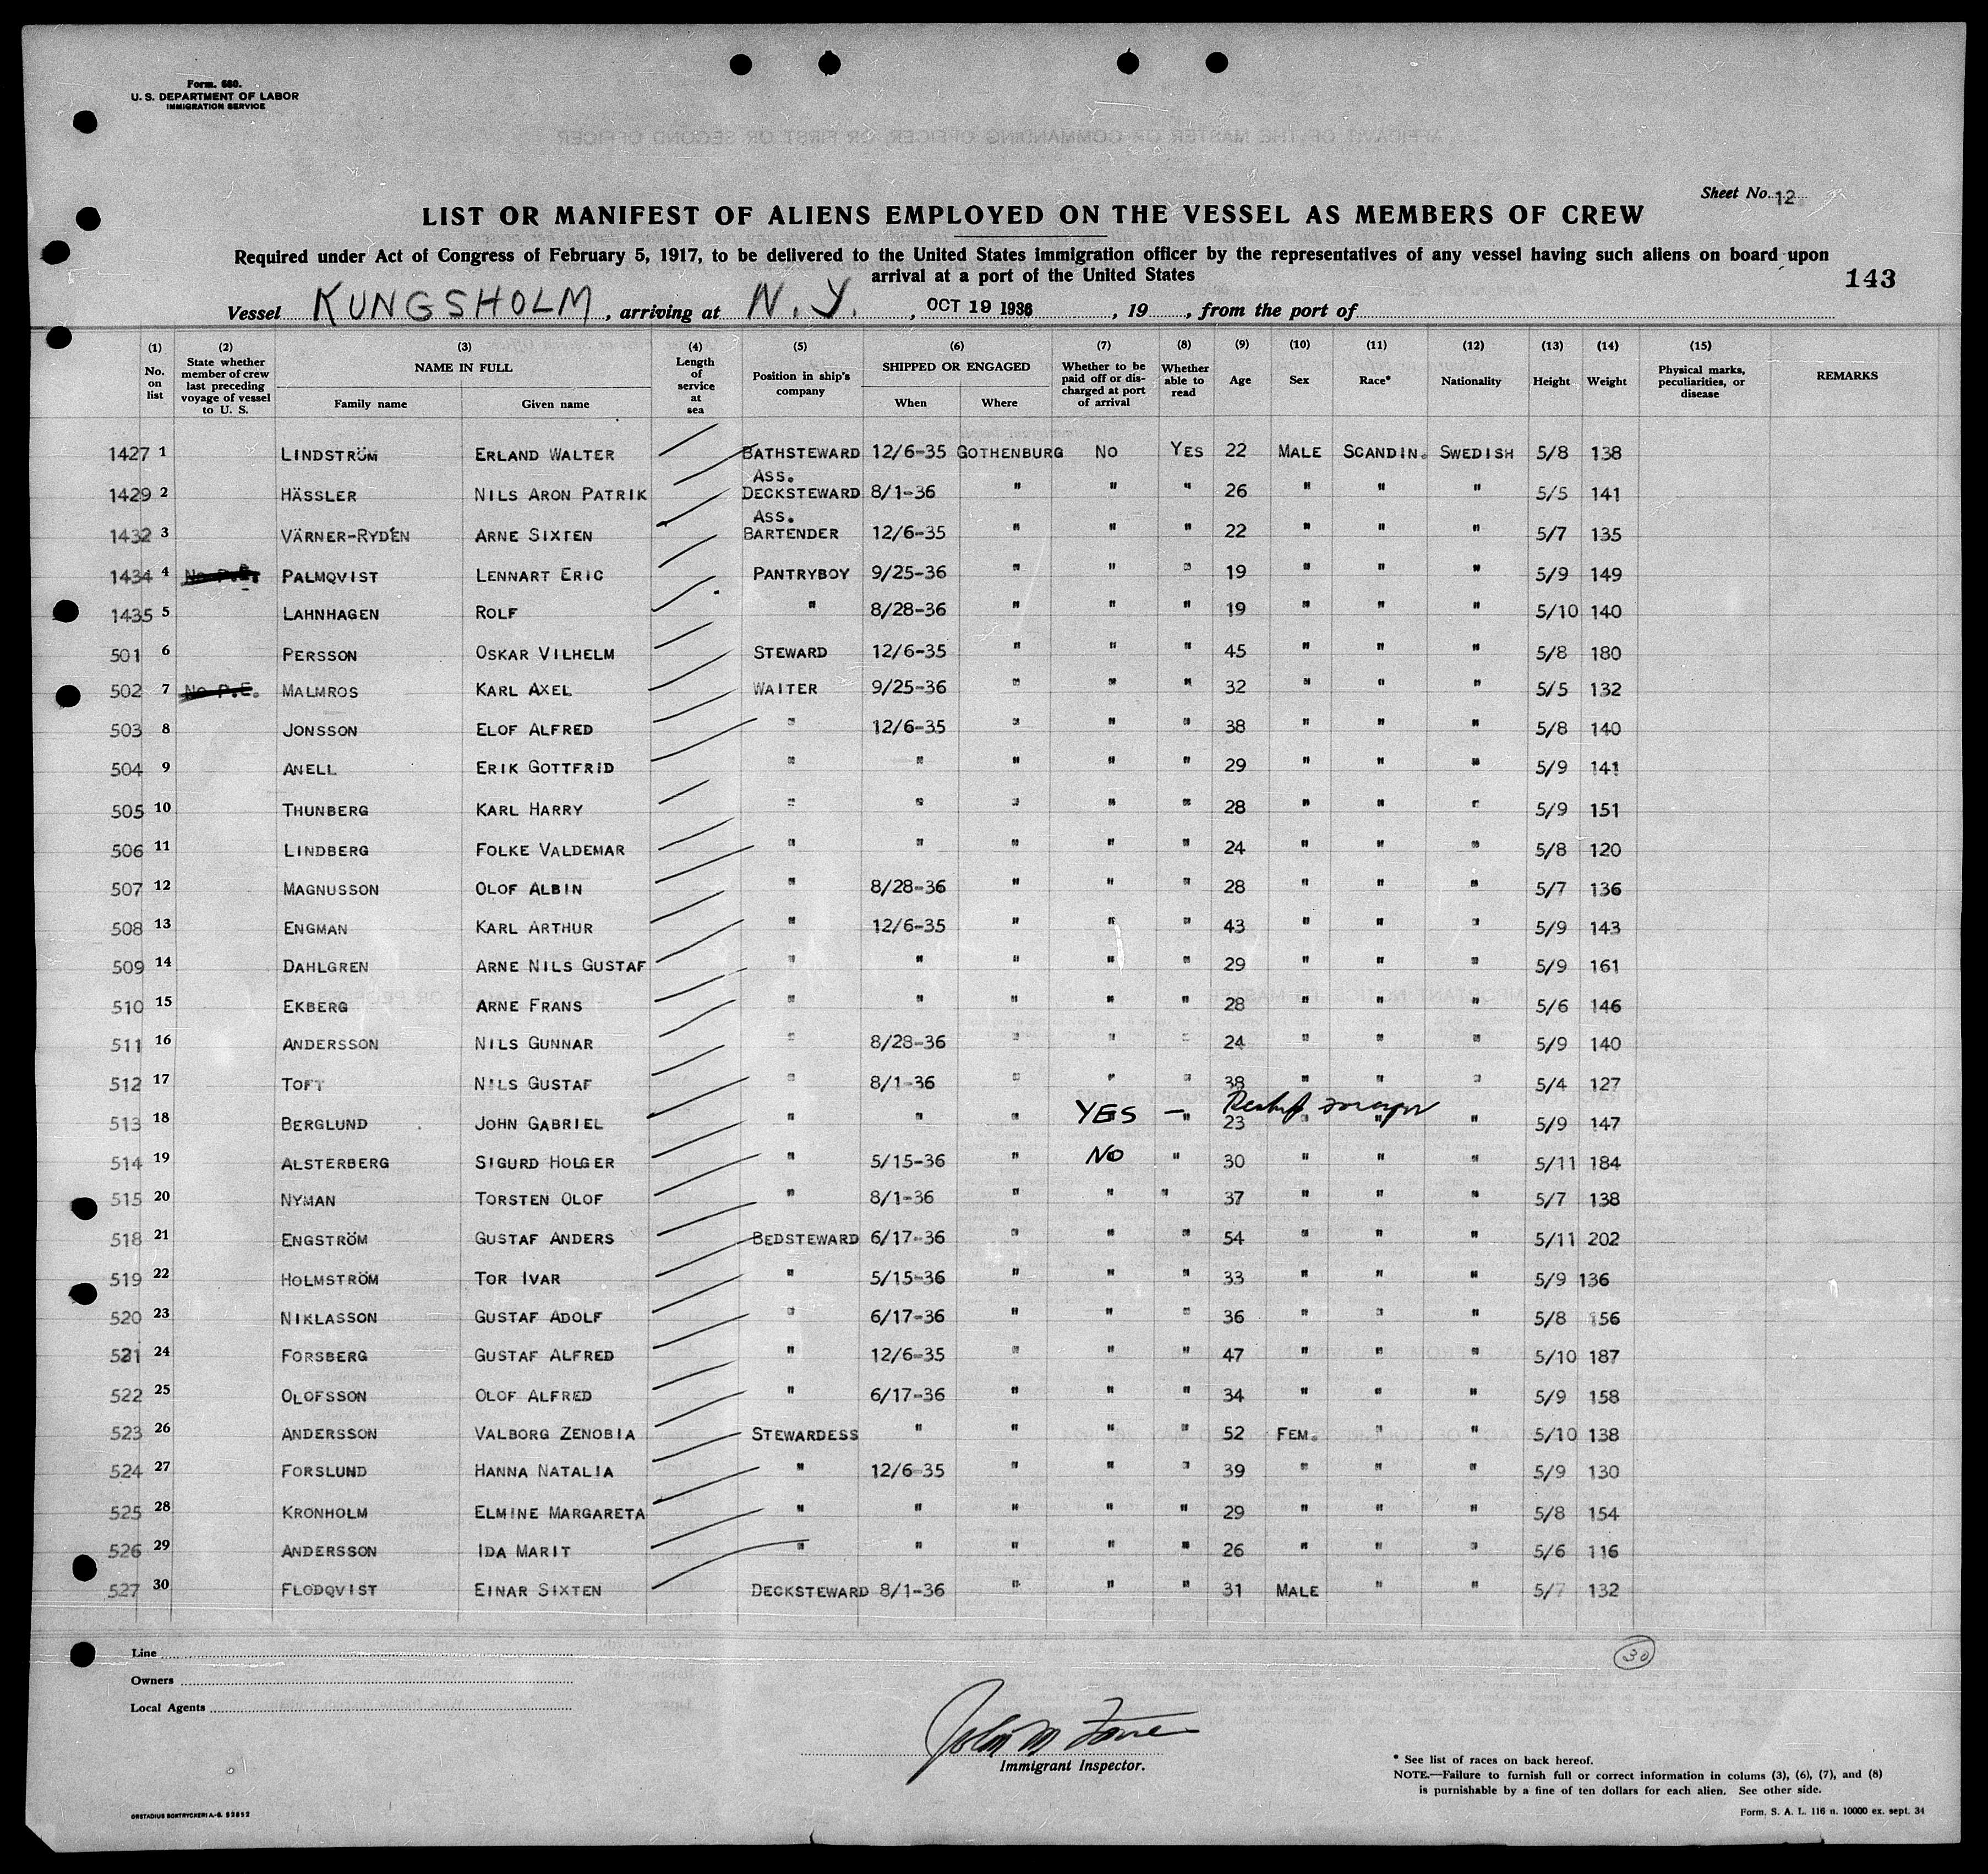 Form. 680.
U. S. DEPARTMENT OF LABOR
IMMIGRATION SERVICE
Sheet No. 12
LIST OR MANIFEST OF ALIENS EMPLOYED ON THE VESSEL AS MEMBERS OF CREW
Required under Act of Congress of February 5, 1917, to be delivered to the United States immigration officer by the representatives of any vessel having such aliens on board upon
arrival at a port of the United States
143
Vessel KUNGSHOLM, arriving at N. Y., OCT 19 1936, 19, from the port of
(1) No. on list (2) State whether member of crew last preceding voyage of vessel to U. S. (3) NAME IN FULL Family name Given name (4) Length of service at sea (5) Position in ship's company (6) SHIPPED OR ENGAGED When Where (7) Whether to be paid off or discharged at port of arrival (8) Whether able to read (9) Age (10) Sex (11) Race* (12) Nationality (13) Height (14) Weight (15) Physical marks, peculiarities, or disease REMARKS
1427 1 LINDSTRÖM ERLAND WALTER BATHSTEWARD 12/6-35 GOTHENBURG NO YES 22 MALE SCANDIN. SWEDISH 5/8 138
1429 2 HÄSSLER NILS ARON PATRIK ASS. DECKSTEWARD 8/1-36 " " " 26 " " " 5/5 141
1432 3 VÄRNER-RYDÉN ARNE SIXTEN ASS. BARTENDER 12/6-35 " " " 22 " " " 5/7 135
1434 4 No P.E. PALMQVIST LENNART ERIC PANTRYBOY 9/25-36 " " " 19 " " " 5/9 149
1435 5 LAHNHAGEN ROLF " 8/28-36 " " " 19 " " " 5/10 140
501 6 PERSSON OSKAR VILHELM STEWARD 12/6-35 " " " 45 " " " 5/8 180
502 7 No P.E. MALMROS KARL AXEL WAITER 9/25-36 " " " 32 " " " 5/5 132
503 8 JONSSON ELOF ALFRED " 12/6-35 " " " 38 " " " 5/8 140
504 9 ANELL ERIK GOTTFRID " " " " " 29 " " " 5/9 141
505 10 THUNBERG KARL HARRY " " " " " 28 " " " 5/9 151
506 11 LINDBERG FOLKE VALDEMAR " " " " " 24 " " " 5/8 120
507 12 MAGNUSSON OLOF ALBIN " 8/28-36 " " " 28 " " " 5/7 136
508 13 ENGMAN KARL ARTHUR " 12/6-35 " " " 43 " " " 5/9 143
509 14 DAHLGREN ARNE NILS GUSTAF " " " " " 29 " " " 5/9 161
510 15 EKBERG ARNE FRANS " " " " " 28 " " " 5/6 146
511 16 ANDERSSON NILS GUNNAR " 8/28-36 " " " 24 " " " 5/9 140
512 17 TOFT NILS GUSTAF " 8/1-36 " " " 38 " " " 5/4 127
513 18 BERGLUND JOHN GABRIEL " " " YES — " 23 " " " 5/9 147
514 19 ALSTERBERG SIGURD HOLGER " 5/15-36 " NO " 30 " " " 5/11 184
515 20 NYMAN TORSTEN OLOF " 8/1-36 " " " 37 " " " 5/7 138
518 21 ENGSTRÖM GUSTAF ANDERS BEDSTEWARD 6/17-36 " " " 54 " " " 5/11 202
519 22 HOLMSTRÖM TOR IVAR " 5/15-36 " " " 33 " " " 5/9 136
520 23 NIKLASSON GUSTAF ADOLF " 6/17-36 " " " 36 " " " 5/8 156
521 24 FORSBERG GUSTAF ALFRED " 12/6-35 " " " 47 " " " 5/10 187
522 25 OLOFSSON OLOF ALFRED " 6/17-36 " " " 34 " " " 5/9 158
523 26 ANDERSSON VALBORG ZENOBIA STEWARDESS " " " " 52 FEM. " " 5/10 138
524 27 FORSLUND HANNA NATALIA " 12/6-35 " " " 39 " " " 5/9 130
525 28 KRONHOLM ELMINE MARGARETA " " " " " 29 " " " 5/8 154
526 29 ANDERSSON IDA MARIT " " " " " 26 " " " 5/6 116
527 30 FLODQVIST EINAR SIXTEN DECKSTEWARD 8/1-36 " " " 31 MALE " " 5/7 132
Line
Owners
Local Agents
30
Immigrant Inspector.
* See list of races on back hereof.
NOTE.—Failure to furnish full or correct information in colums (3), (6), (7), and (8)
is punishable by a fine of ten dollars for each alien. See other side.
ORSTADIUS BOKTRYCKERI A.-B. 52852
Form. S. A. L. 116 n. 10000 ex. sept. 34